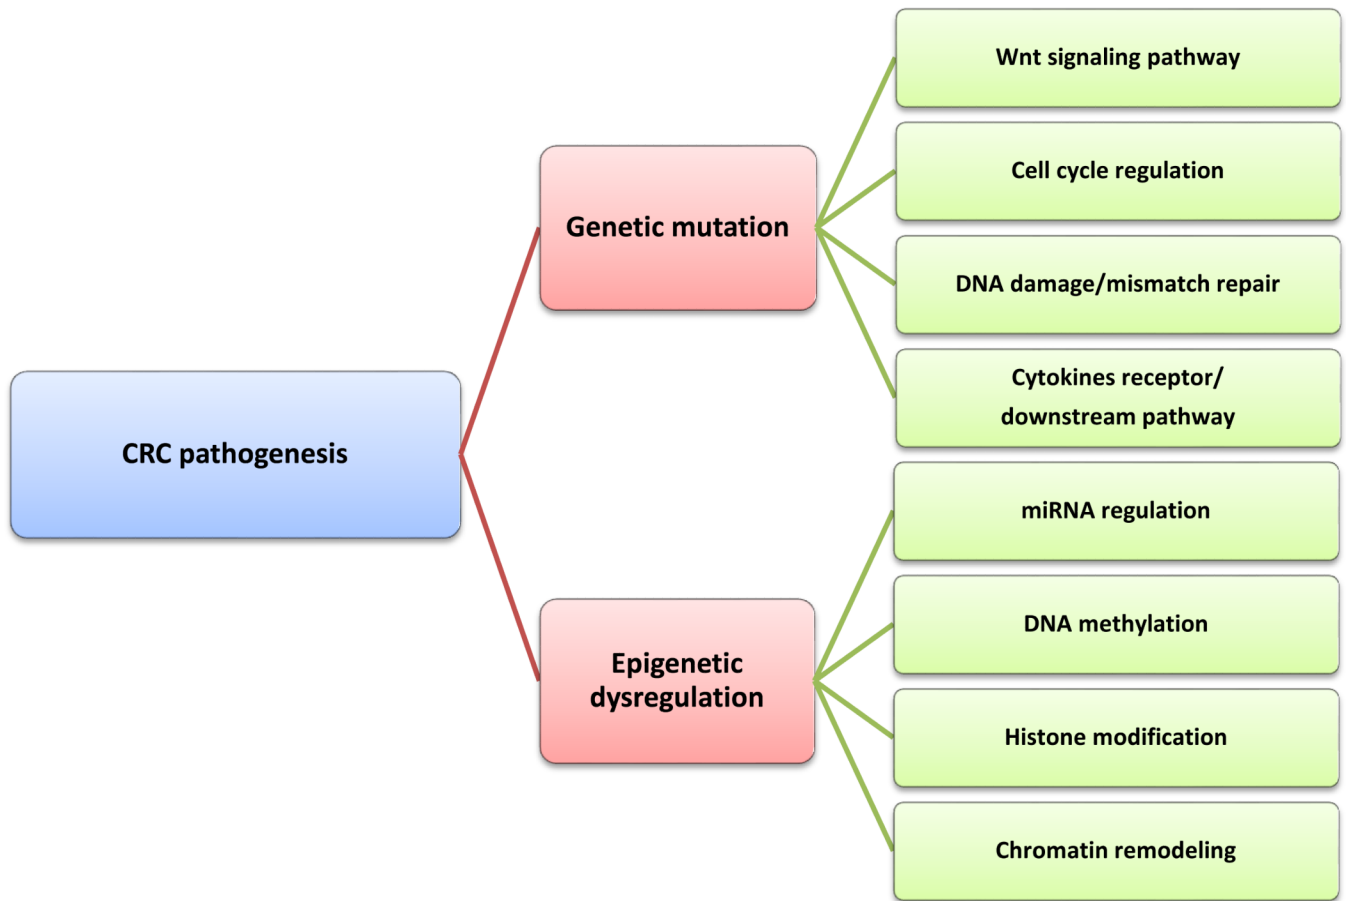 CRC pathogenesis
Genetic mutation
Wnt signaling pathway
Cell cycle regulation
DNA damage/mismatch repair
Cytokines receptor/
downstream pathway
Epigenetic
dysregulation
miRNA regulation
DNA methylation
Histone modification
Chromatin remodeling